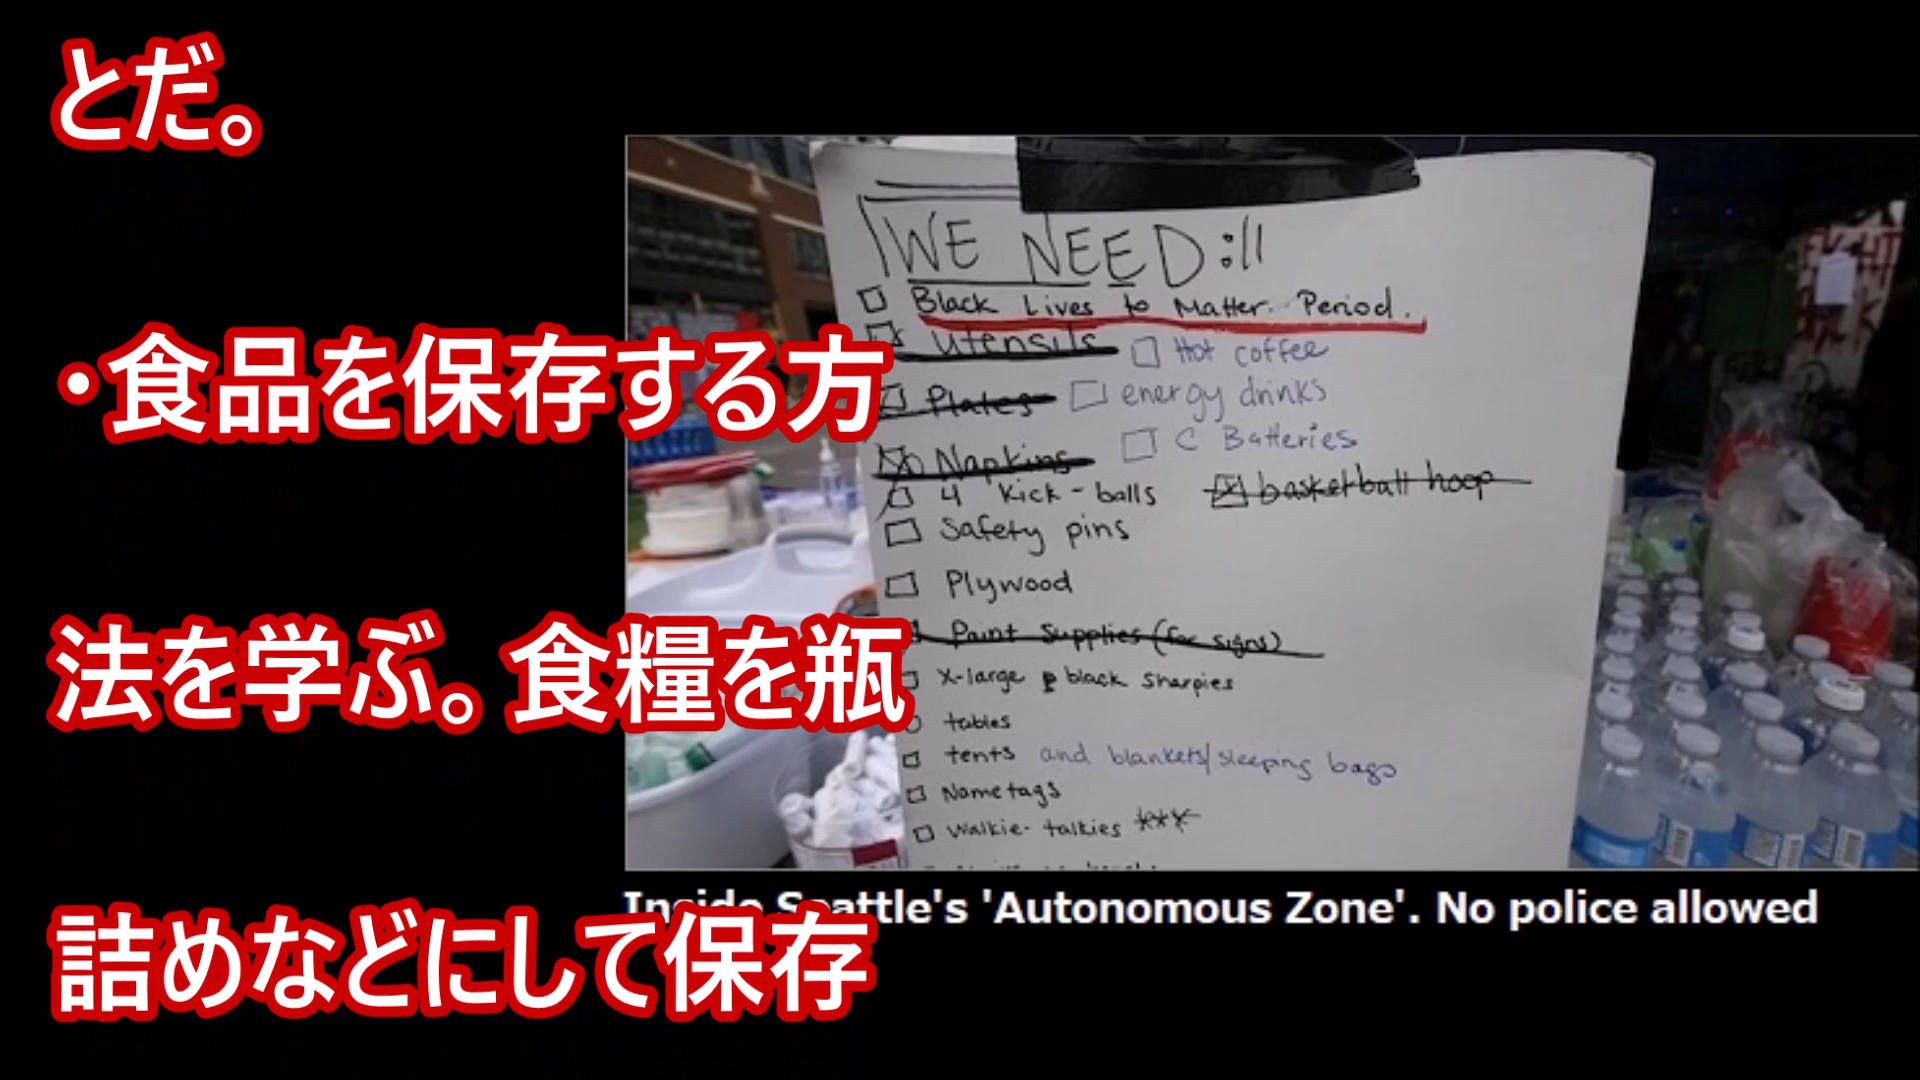 とだ。
・食品を保存する方
法を学ぶ。食糧を瓶
詰めなどにして保存
WE NEED:
Black Lives to Matter. Period.
Utensils
Hot coffee
Plates
energy drinks
Napkins
C Batteries
4 kick-balls
basketball hoop
Safety pins
Plywood
Paint Supplies (for signs)
X-large black sharpies
tables
tents and blankets/sleeping bags
Nametags
Walkie-talkies ***
Inside Seattle's 'Autonomous Zone'. No police allowed